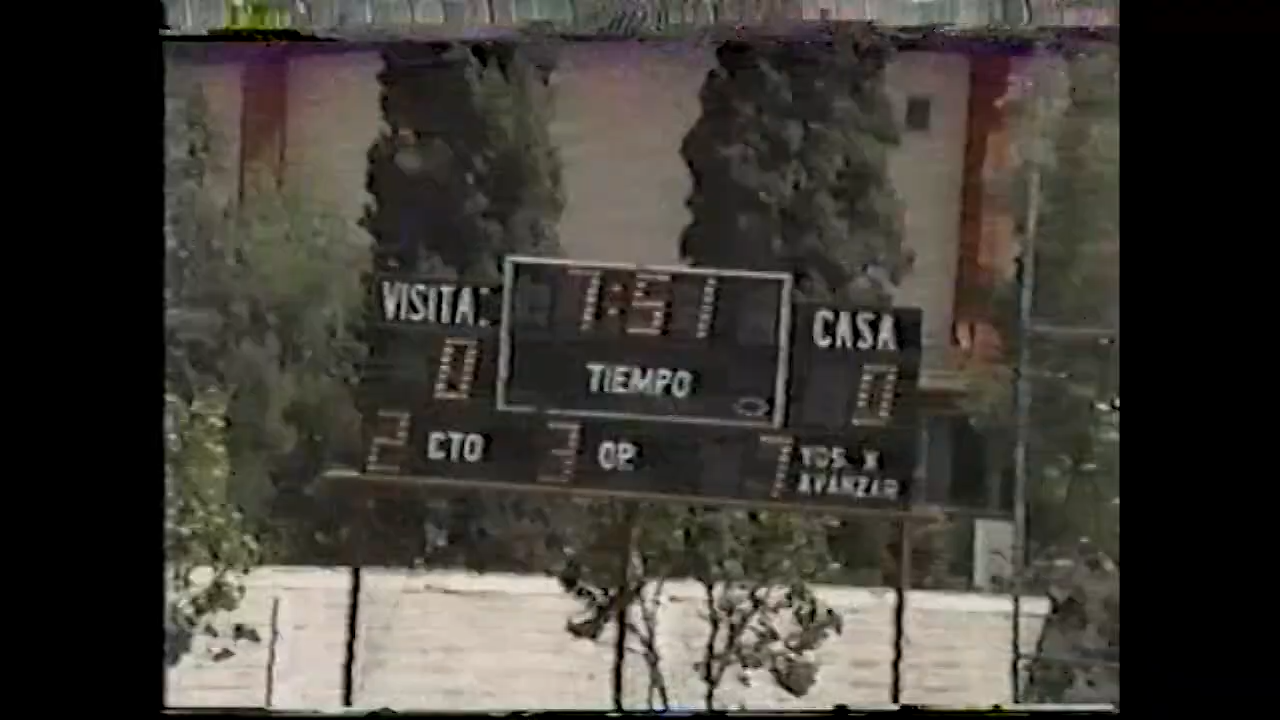 7:51
VISITA
CASA
0
TIEMPO
0
2 CTO 3 OP 7 YDS X
AVANZAR